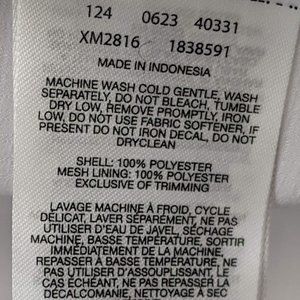 124 0623 40331
XM2816 1838591
MADE IN INDONESIA
MACHINE WASH COLD GENTLE, WASH
SEPARATELY, DO NOT BLEACH, TUMBLE
DRY LOW, REMOVE PROMPTLY, IRON
LOW, DO NOT USE FABRIC SOFTENER, IF
PRESENT DO NOT IRON DECAL, DO NOT
DRYCLEAN
SHELL: 100% POLYESTER
MESH LINING: 100% POLYESTER
EXCLUSIVE OF TRIMMING
LAVAGE MACHINE À FROID, CYCLE
DÉLICAT, LAVER SÉPARÉMENT, NE PAS
UTILISER D'EAU DE JAVEL, SÉCHAGE
MACHINE, BASSE TEMPÉRATURE, SORTIR
IMMÉDIATEMENT DE LA MACHINE,
REPASSER À BASSE TEMPÉRATURE, NE
PAS UTILISER D'ASSOUPLISSANT, LE
CAS ÉCHÉANT, NE PAS REPASSER LA
DÉCALCOMANIE, NETTOYAGE À SEC